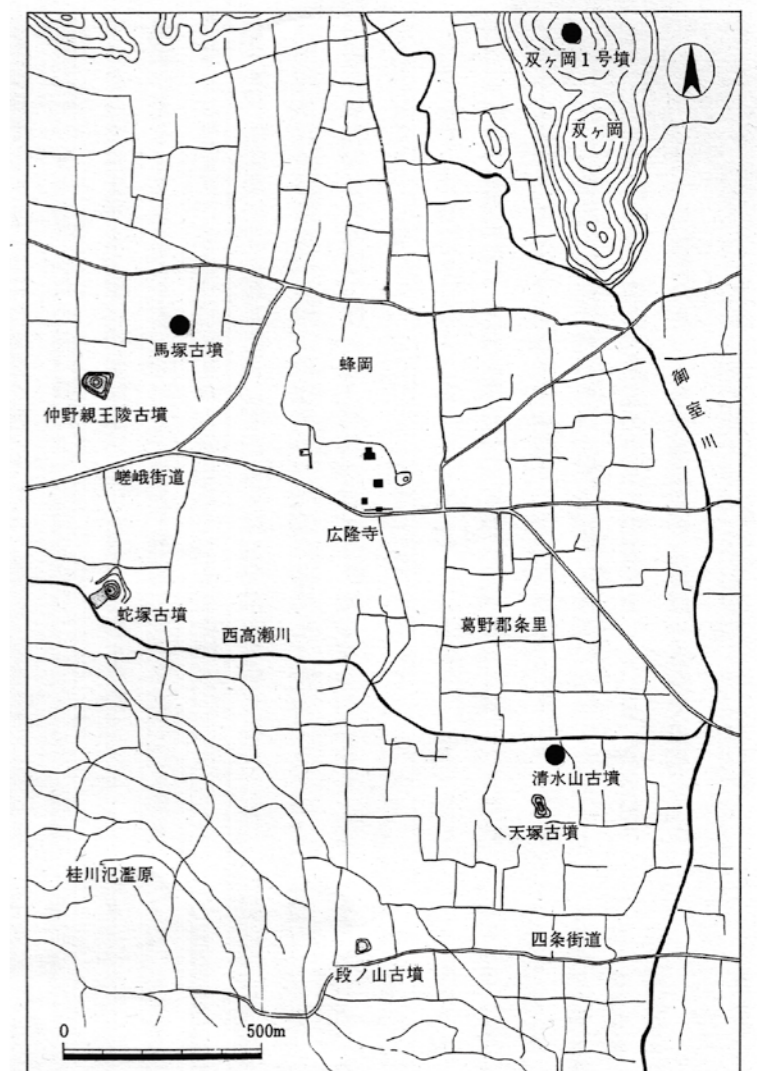 双ヶ岡1号墳
双ヶ岡
馬塚古墳
蜂岡
御室川
仲野親王陵古墳
嵯峨街道
広隆寺
蛇塚古墳
西高瀬川
葛野郡条里
清水山古墳
天塚古墳
桂川氾濫原
四条街道
段ノ山古墳
0 500m